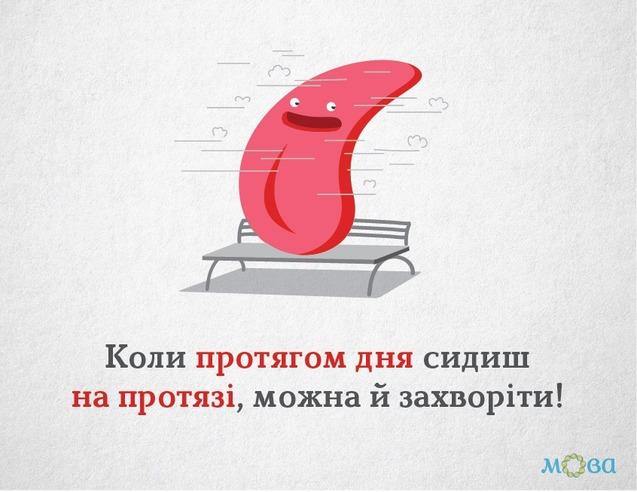 Коли протягом дня сидиш
на протязі, можна й захворіти!
мова